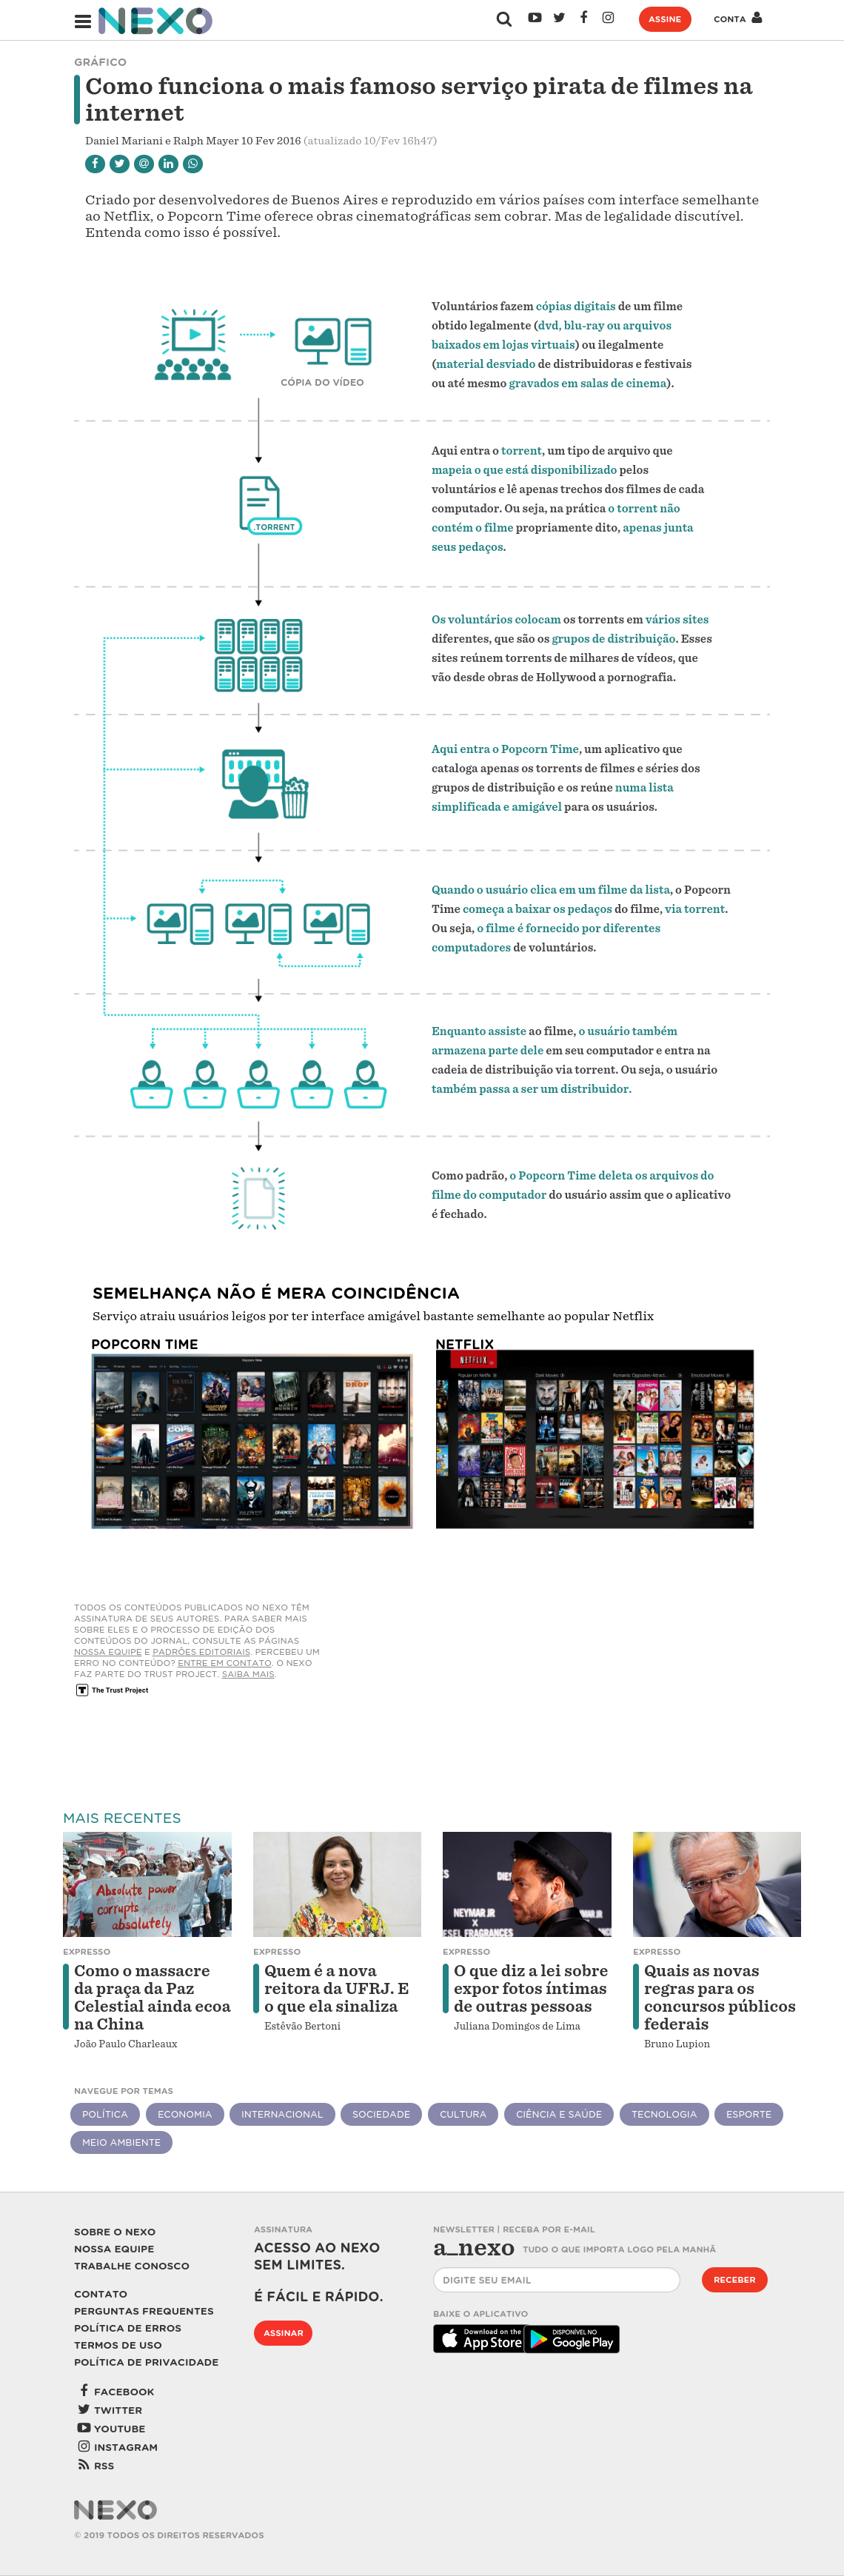 NEXO
ASSINE
CONTA
GRÁFICO
Como funciona o mais famoso serviço pirata de filmes na
internet
Daniel Mariani e Ralph Mayer 10 Fev 2016 (atualizado 10/Fev 16h47)
Criado por desenvolvedores de Buenos Aires e reproduzido em vários países com interface semelhante
ao Netflix, o Popcorn Time oferece obras cinematográficas sem cobrar. Mas de legalidade discutível.
Entenda como isso é possível.
Voluntários fazem cópias digitais de um filme
obtido legalmente (dvd, blu-ray ou arquivos
baixados em lojas virtuais) ou ilegalmente
(material desviado de distribuidoras e festivais
ou até mesmo gravados em salas de cinema).
CÓPIA DO VÍDEO
Aqui entra o torrent, um tipo de arquivo que
mapeia o que está disponibilizado pelos
voluntários e lê apenas trechos dos filmes de cada
computador. Ou seja, na prática o torrent não
contém o filme propriamente dito, apenas junta
seus pedaços.
.TORRENT
Os voluntários colocam os torrents em vários sites
diferentes, que são os grupos de distribuição. Esses
sites reúnem torrents de milhares de vídeos, que
vão desde obras de Hollywood a pornografia.
Aqui entra o Popcorn Time, um aplicativo que
cataloga apenas os torrents de filmes e séries dos
grupos de distribuição e os reúne numa lista
simplificada e amigável para os usuários.
Quando o usuário clica em um filme da lista, o Popcorn
Time começa a baixar os pedaços do filme, via torrent.
Ou seja, o filme é fornecido por diferentes
computadores de voluntários.
Enquanto assiste ao filme, o usuário também
armazena parte dele em seu computador e entra na
cadeia de distribuição via torrent. Ou seja, o usuário
também passa a ser um distribuidor.
Como padrão, o Popcorn Time deleta os arquivos do
filme do computador do usuário assim que o aplicativo
é fechado.
SEMELHANÇA NÃO É MERA COINCIDÊNCIA
Serviço atraiu usuários leigos por ter interface amigável bastante semelhante ao popular Netflix
POPCORN TIME
NETFLIX
Popcorn Time
NETFLIX
TODOS OS CONTEÚDOS PUBLICADOS NO NEXO TÊM
ASSINATURA DE SEUS AUTORES. PARA SABER MAIS
SOBRE ELES E O PROCESSO DE EDIÇÃO DOS
CONTEÚDOS DO JORNAL, CONSULTE AS PÁGINAS
NOSSA EQUIPE E PADRÕES EDITORIAIS. PERCEBEU UM
ERRO NO CONTEÚDO? ENTRE EM CONTATO. O NEXO
FAZ PARTE DO TRUST PROJECT. SAIBA MAIS.
T The Trust Project
MAIS RECENTES
Absolute power
corrupts
absolutely
NEYMAR JR
X
DIESEL FRAGRANCES
EXPRESSO
Como o massacre
da praça da Paz
Celestial ainda ecoa
na China
João Paulo Charleaux
EXPRESSO
Quem é a nova
reitora da UFRJ. E
o que ela sinaliza
Estêvão Bertoni
EXPRESSO
O que diz a lei sobre
expor fotos íntimas
de outras pessoas
Juliana Domingos de Lima
EXPRESSO
Quais as novas
regras para os
concursos públicos
federais
Bruno Lupion
NAVEGUE POR TEMAS
POLÍTICA
ECONOMIA
INTERNACIONAL
SOCIEDADE
CULTURA
CIÊNCIA E SAÚDE
TECNOLOGIA
ESPORTE
MEIO AMBIENTE
SOBRE O NEXO
NOSSA EQUIPE
TRABALHE CONOSCO
CONTATO
PERGUNTAS FREQUENTES
POLÍTICA DE ERROS
TERMOS DE USO
POLÍTICA DE PRIVACIDADE
FACEBOOK
TWITTER
YOUTUBE
INSTAGRAM
RSS
ASSINATURA
ACESSO AO NEXO
SEM LIMITES.
É FÁCIL E RÁPIDO.
ASSINAR
NEWSLETTER | RECEBA POR E-MAIL
a_nexo TUDO O QUE IMPORTA LOGO PELA MANHÃ
DIGITE SEU EMAIL
RECEBER
BAIXE O APLICATIVO
Download on the
App Store
DISPONÍVEL NO
Google Play
NEXO
© 2019 TODOS OS DIREITOS RESERVADOS